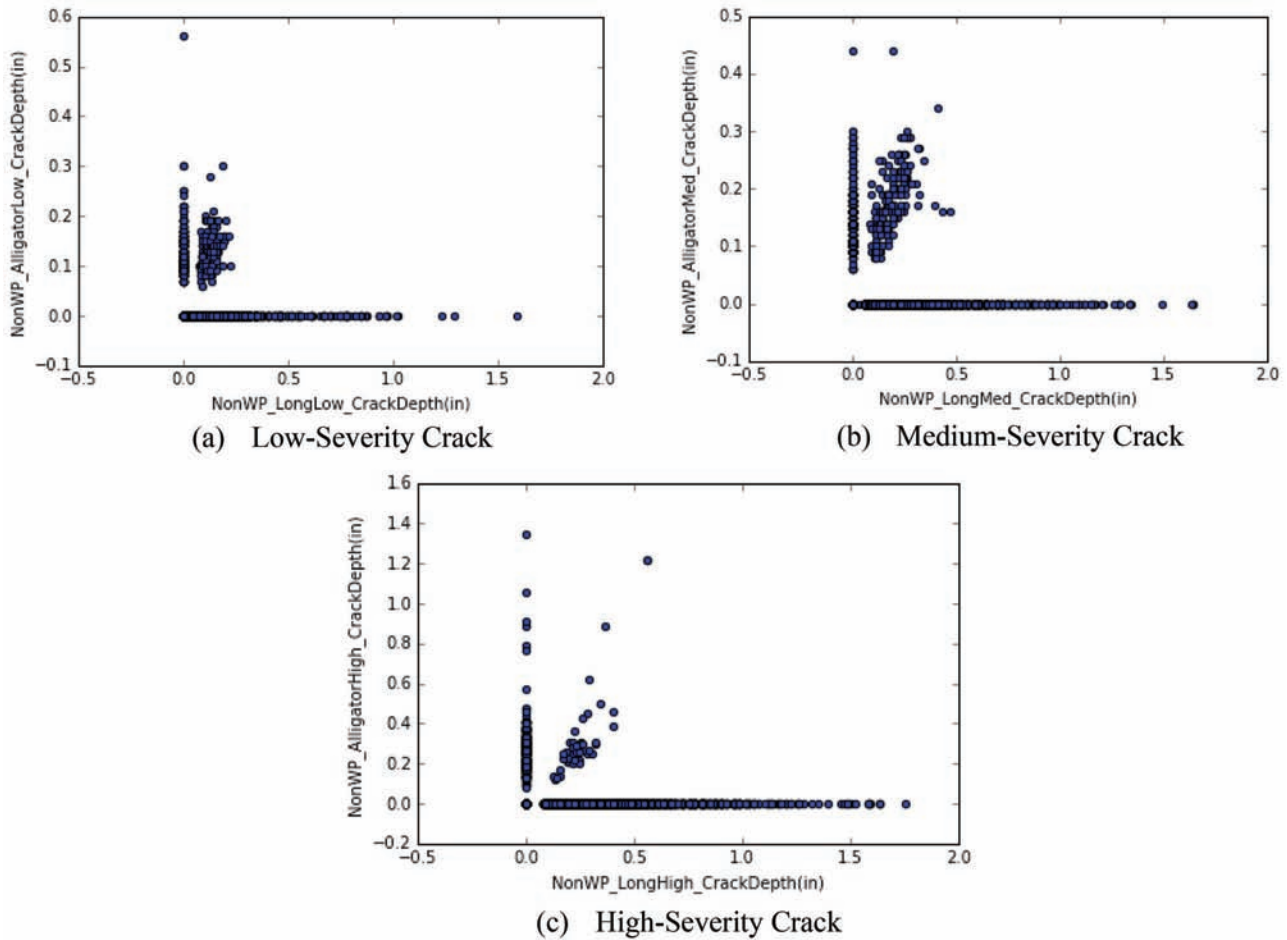 0.6
0.5
0.4
0.3
0.2
0.1
0.0
−0.1
NonWP_AlligatorLow_CrackDepth(in)
−0.5 0.0 0.5 1.0 1.5 2.0
NonWP_LongLow_CrackDepth(in)
(a) Low-Severity Crack
0.5
0.4
0.3
0.2
0.1
0.0
−0.1
NonWP_AlligatorMed_CrackDepth(in)
−0.5 0.0 0.5 1.0 1.5 2.0
NonWP_LongMed_CrackDepth(in)
(b) Medium-Severity Crack
1.6
1.4
1.2
1.0
0.8
0.6
0.4
0.2
0.0
−0.2
NonWP_AlligatorHigh_CrackDepth(in)
−0.5 0.0 0.5 1.0 1.5 2.0
NonWP_LongHigh_CrackDepth(in)
(c) High-Severity Crack